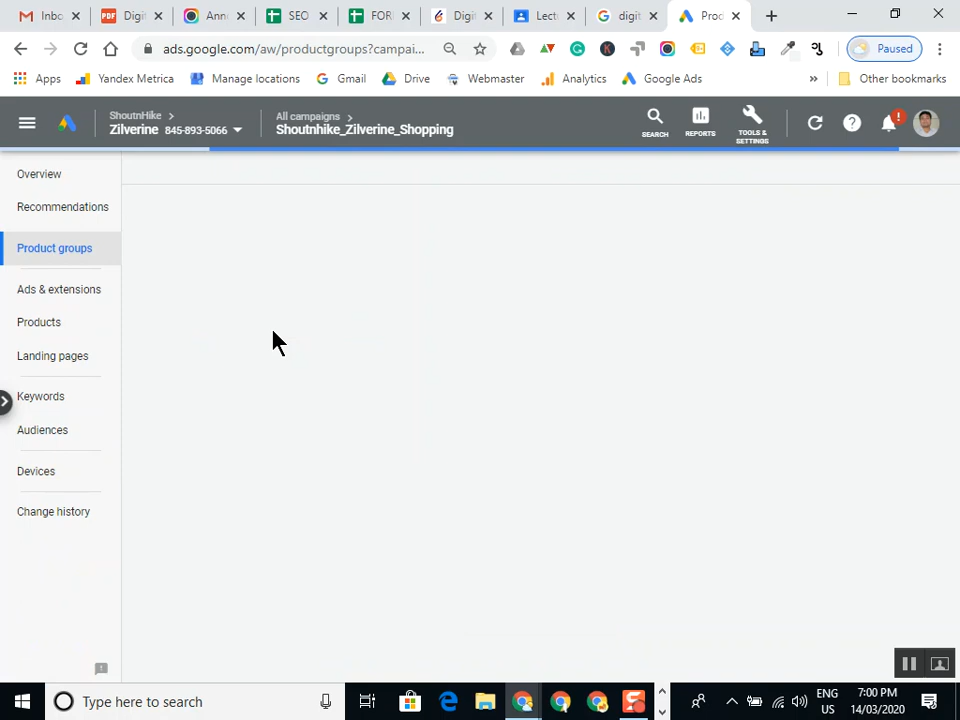 Inbo
Digit
Ann
SEO
FOR
Digi
Lect
digit
Prod
ads.google.com/aw/productgroups?campai...
Paused
Apps
Yandex Metrica
Manage locations
Gmail
Drive
Webmaster
Analytics
Google Ads
»
Other bookmarks
ShoutnHike
Zilverine 845-893-5066
All campaigns
Shoutnhike_Zilverine_Shopping
SEARCH
REPORTS
TOOLS &
SETTINGS
Overview
Recommendations
Product groups
Ads & extensions
Products
Landing pages
Keywords
Audiences
Devices
Change history
Type here to search
ENG
US
7:00 PM
14/03/2020